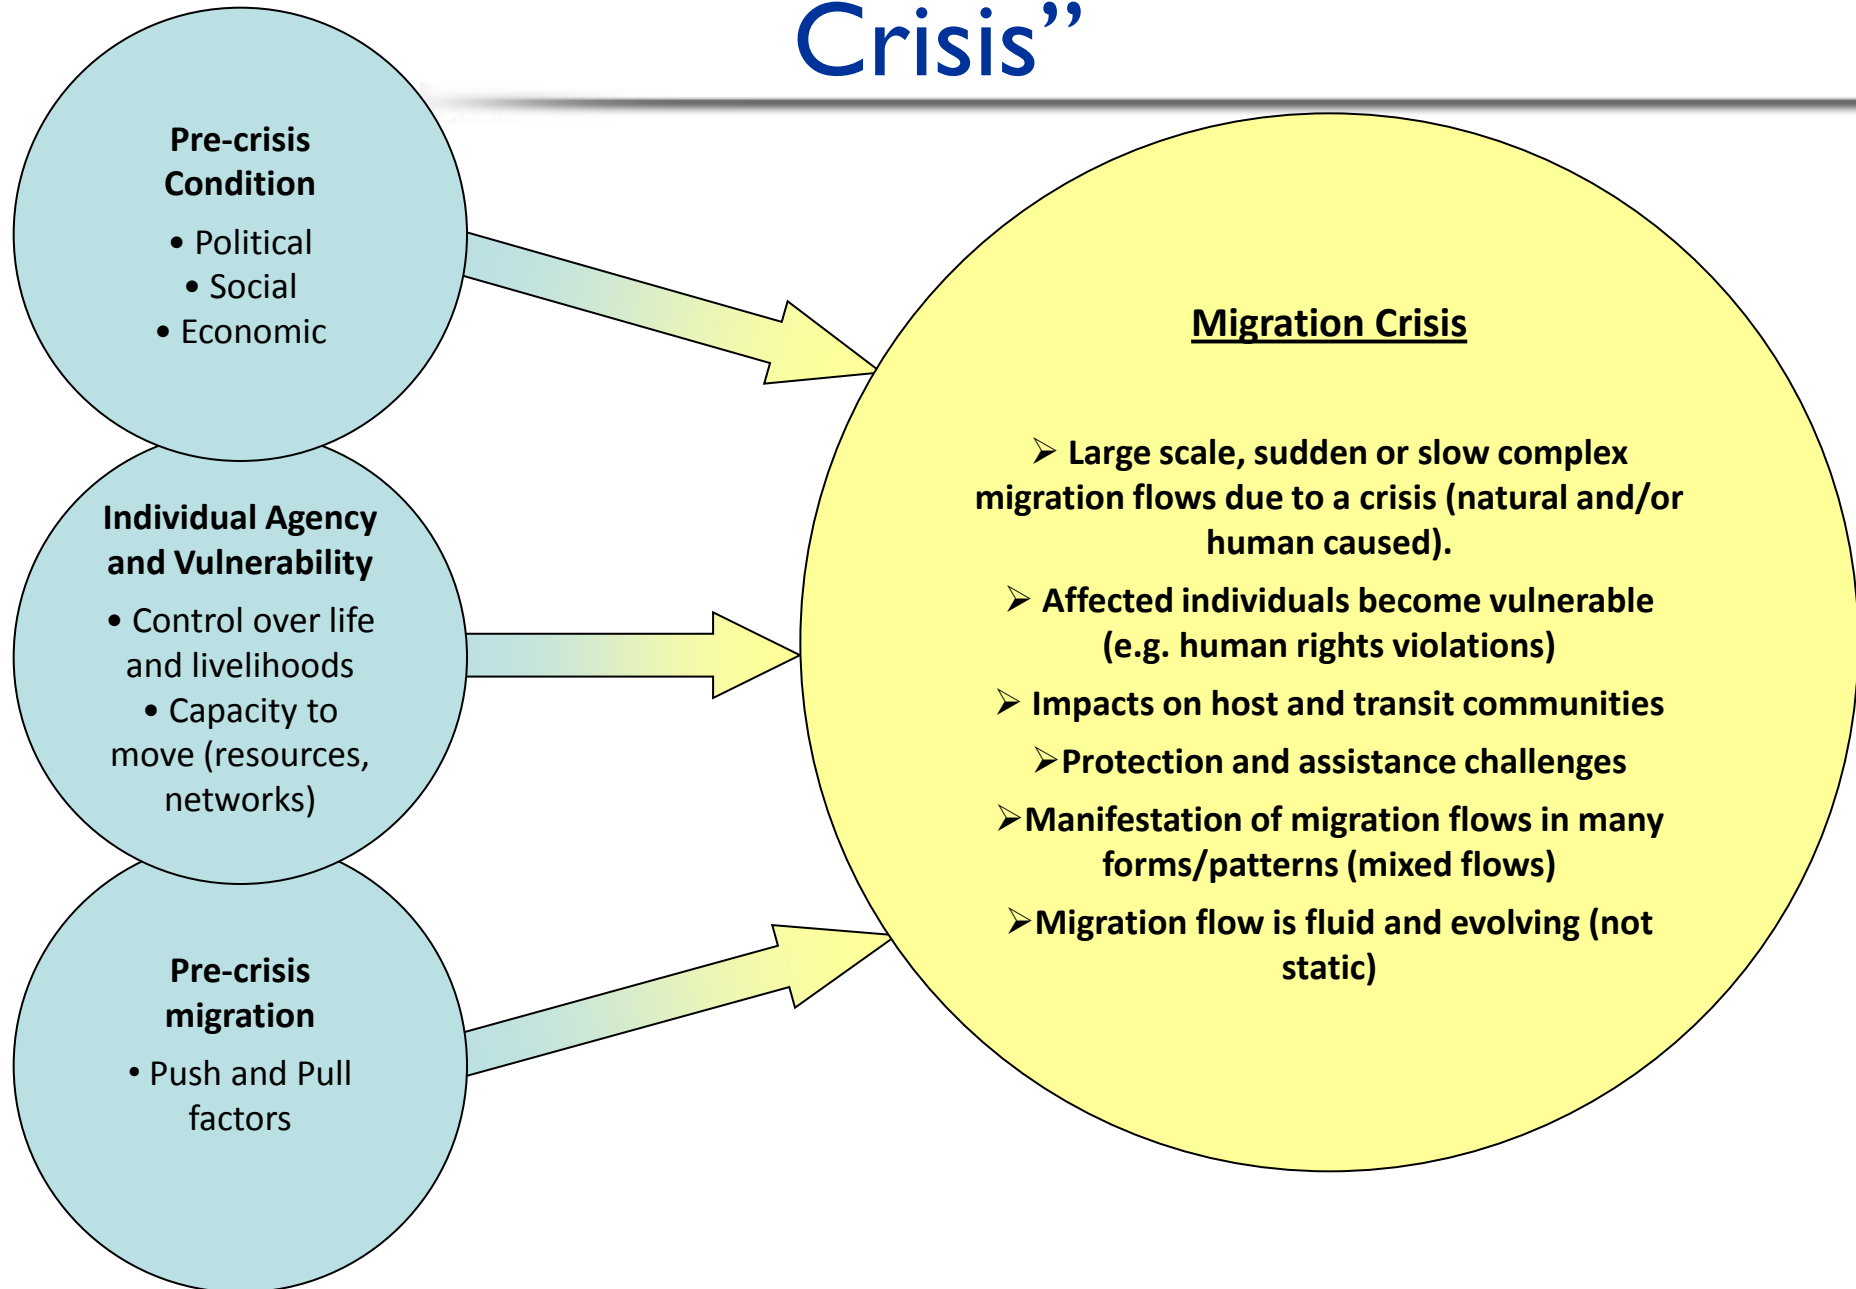 Crisis”
Pre-crisis
Condition
• Political
• Social
• Economic
Individual Agency
and Vulnerability
• Control over life
and livelihoods
• Capacity to
move (resources,
networks)
Pre-crisis
migration
• Push and Pull
factors
Migration Crisis
➢ Large scale, sudden or slow complex
migration flows due to a crisis (natural and/or
human caused).
➢ Affected individuals become vulnerable
(e.g. human rights violations)
➢ Impacts on host and transit communities
➢Protection and assistance challenges
➢Manifestation of migration flows in many
forms/patterns (mixed flows)
➢Migration flow is fluid and evolving (not
static)